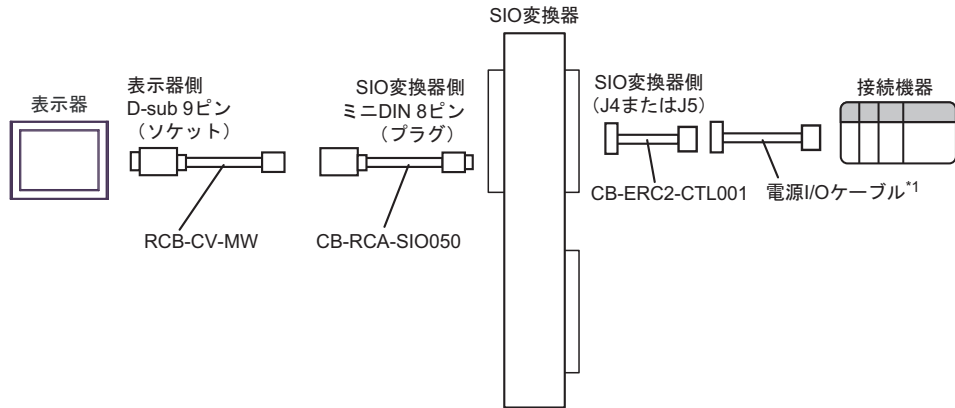 SIO変換器
表示器
表示器側
D-sub 9ピン
（ソケット）
SIO変換器側
ミニDIN 8ピン
（プラグ）
SIO変換器側
(J4またはJ5)
接続機器
RCB-CV-MW
CB-RCA-SIO050
CB-ERC2-CTL001
電源I/Oケーブル*1